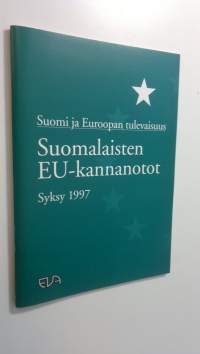 Suomi ja Euroopan tulevaisuus
Suomalaisten
EU-kannanotot
Syksy 1997
EVA